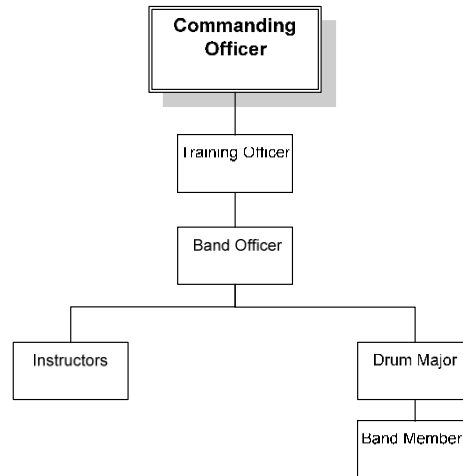 Commanding
Officer
Training Officer
Band Officer
Instructors
Drum Major
Band Member